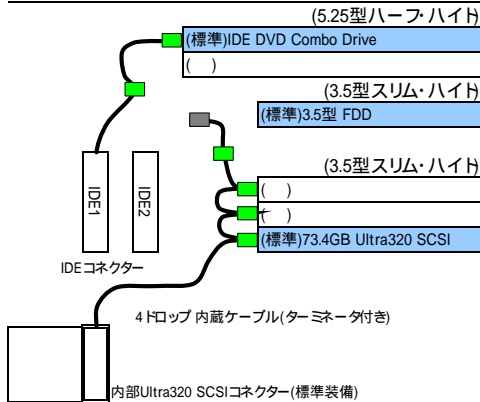 (5.25型ハーフ・ハイト)
(標準)IDE DVD Combo Drive
(　)
(3.5型スリム・ハイト)
(標準)3.5型 FDD
(3.5型スリム・ハイト)
(　)
(　)
(標準)73.4GB Ultra320 SCSI
IDE1
IDE2
IDEコネクター
4ドロップ 内蔵ケーブル(ターミネータ付き)
内部Ultra320 SCSIコネクター(標準装備)